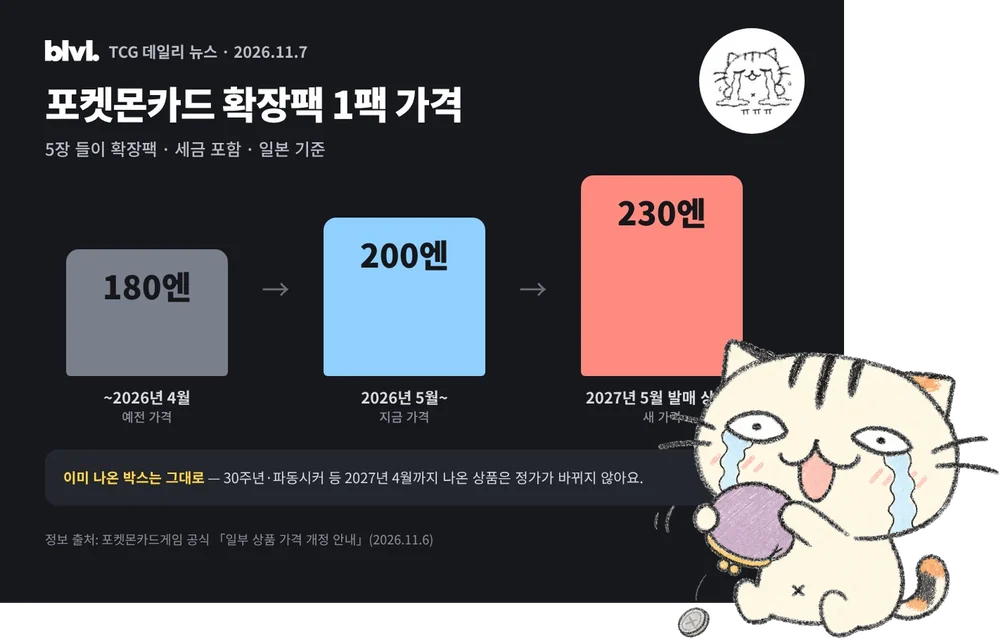 blvl. TCG 데일리 뉴스 · 2026.11.7
포켓몬카드 확장팩 1팩 가격
5장 들이 확장팩 · 세금 포함 · 일본 기준
180엔 → 200엔 → 230엔
~2026년 4월
예전 가격
2026년 5월~
지금 가격
2027년 5월 발매
새 가격
이미 나온 박스는 그대로 — 30주년·파동시커 등 2027년 4월까지 나온 상품은 정가가 바뀌지 않아요.
정보 출처: 포켓몬카드게임 공식 「일부 상품 가격 개정 안내」(2026.11.6)